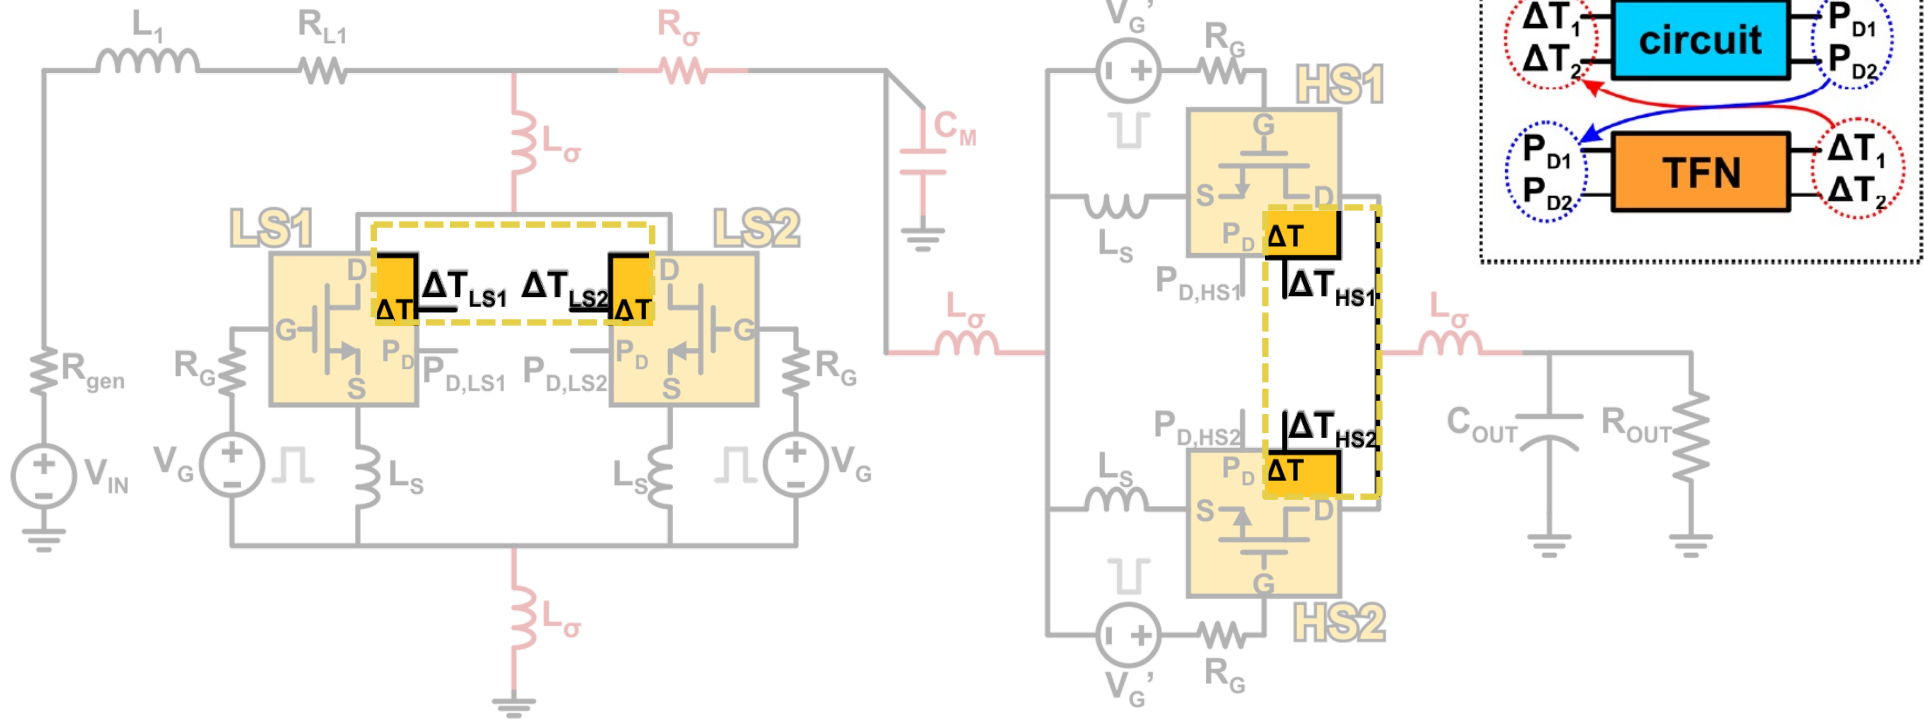 L1
RL1
Rσ
Lσ
CM
LS1
LS2
D
ΔT
ΔTLS1
ΔTLS2
ΔT
D
G
PD
S
PD,LS1
PD,LS2
PD
S
G
Rgen
RG
RG
VIN
VG
LS
LS
VG
Lσ
Lσ
VG’
RG
HS1
G
S
D
LS
PD
ΔT
PD,HS1
ΔTHS1
Lσ
COUT
ROUT
PD,HS2
ΔTHS2
LS
PD
ΔT
S
D
G
HS2
VG’
RG
ΔT1
circuit
PD1
ΔT2
PD2
PD1
TFN
ΔT1
PD2
ΔT2